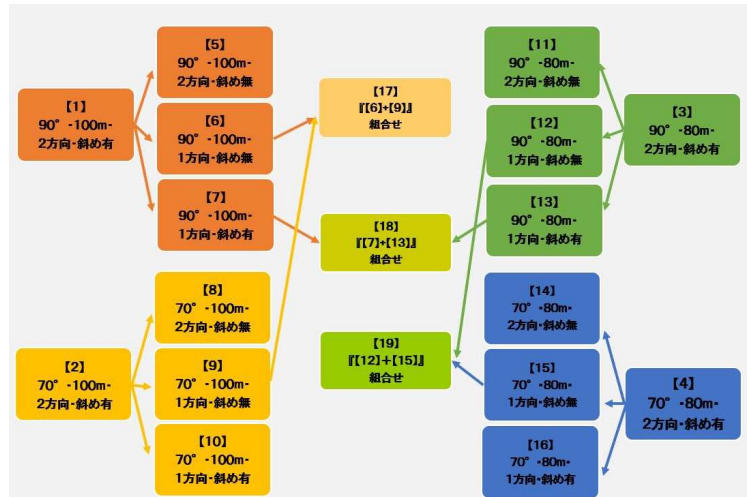 【1】
90°-100m-
2方向-斜め有
【5】
90°-100m-
2方向-斜め無
【6】
90°-100m-
1方向-斜め無
【7】
90°-100m-
1方向-斜め有
【2】
70°-100m-
2方向-斜め有
【8】
70°-100m-
2方向-斜め無
【9】
70°-100m-
1方向-斜め無
【10】
70°-100m-
1方向-斜め有
【17】
『[6]+[9]』
組合せ
【18】
『[7]+[13]』
組合せ
【19】
『[12]+[15]』
組合せ
【11】
90°-80m-
2方向-斜め無
【12】
90°-80m-
1方向-斜め無
【13】
90°-80m-
1方向-斜め有
【3】
90°-80m-
2方向-斜め有
【14】
70°-80m-
2方向-斜め無
【15】
70°-80m-
1方向-斜め無
【16】
70°-80m-
1方向-斜め有
【4】
70°-80m-
2方向-斜め有